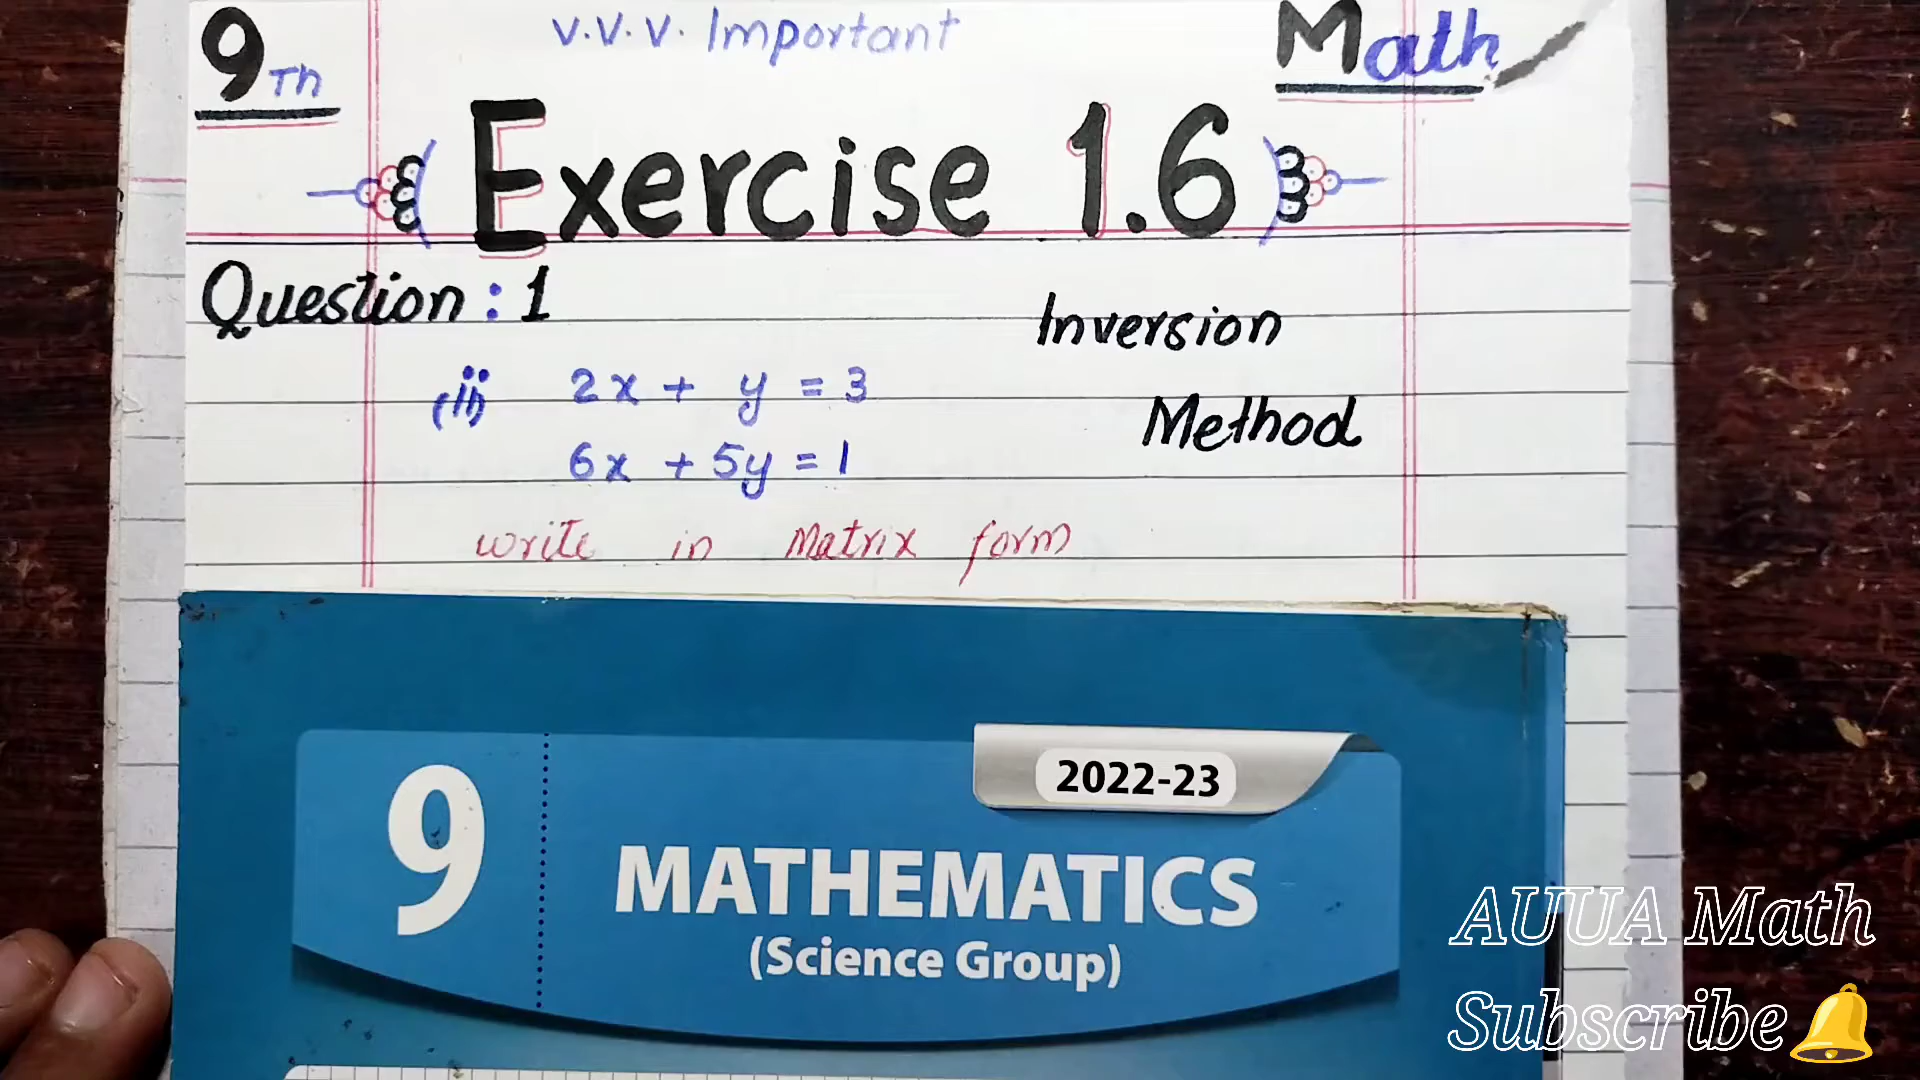 9Th
v.v.v. Important
Math
Exercise 1.6
Question : 1
Inversion
Method
(ii) 2x + y = 3
6x + 5y = 1
write in Matrix form
2022-23
9
MATHEMATICS
(Science Group)
AUUA Math
Subscribe